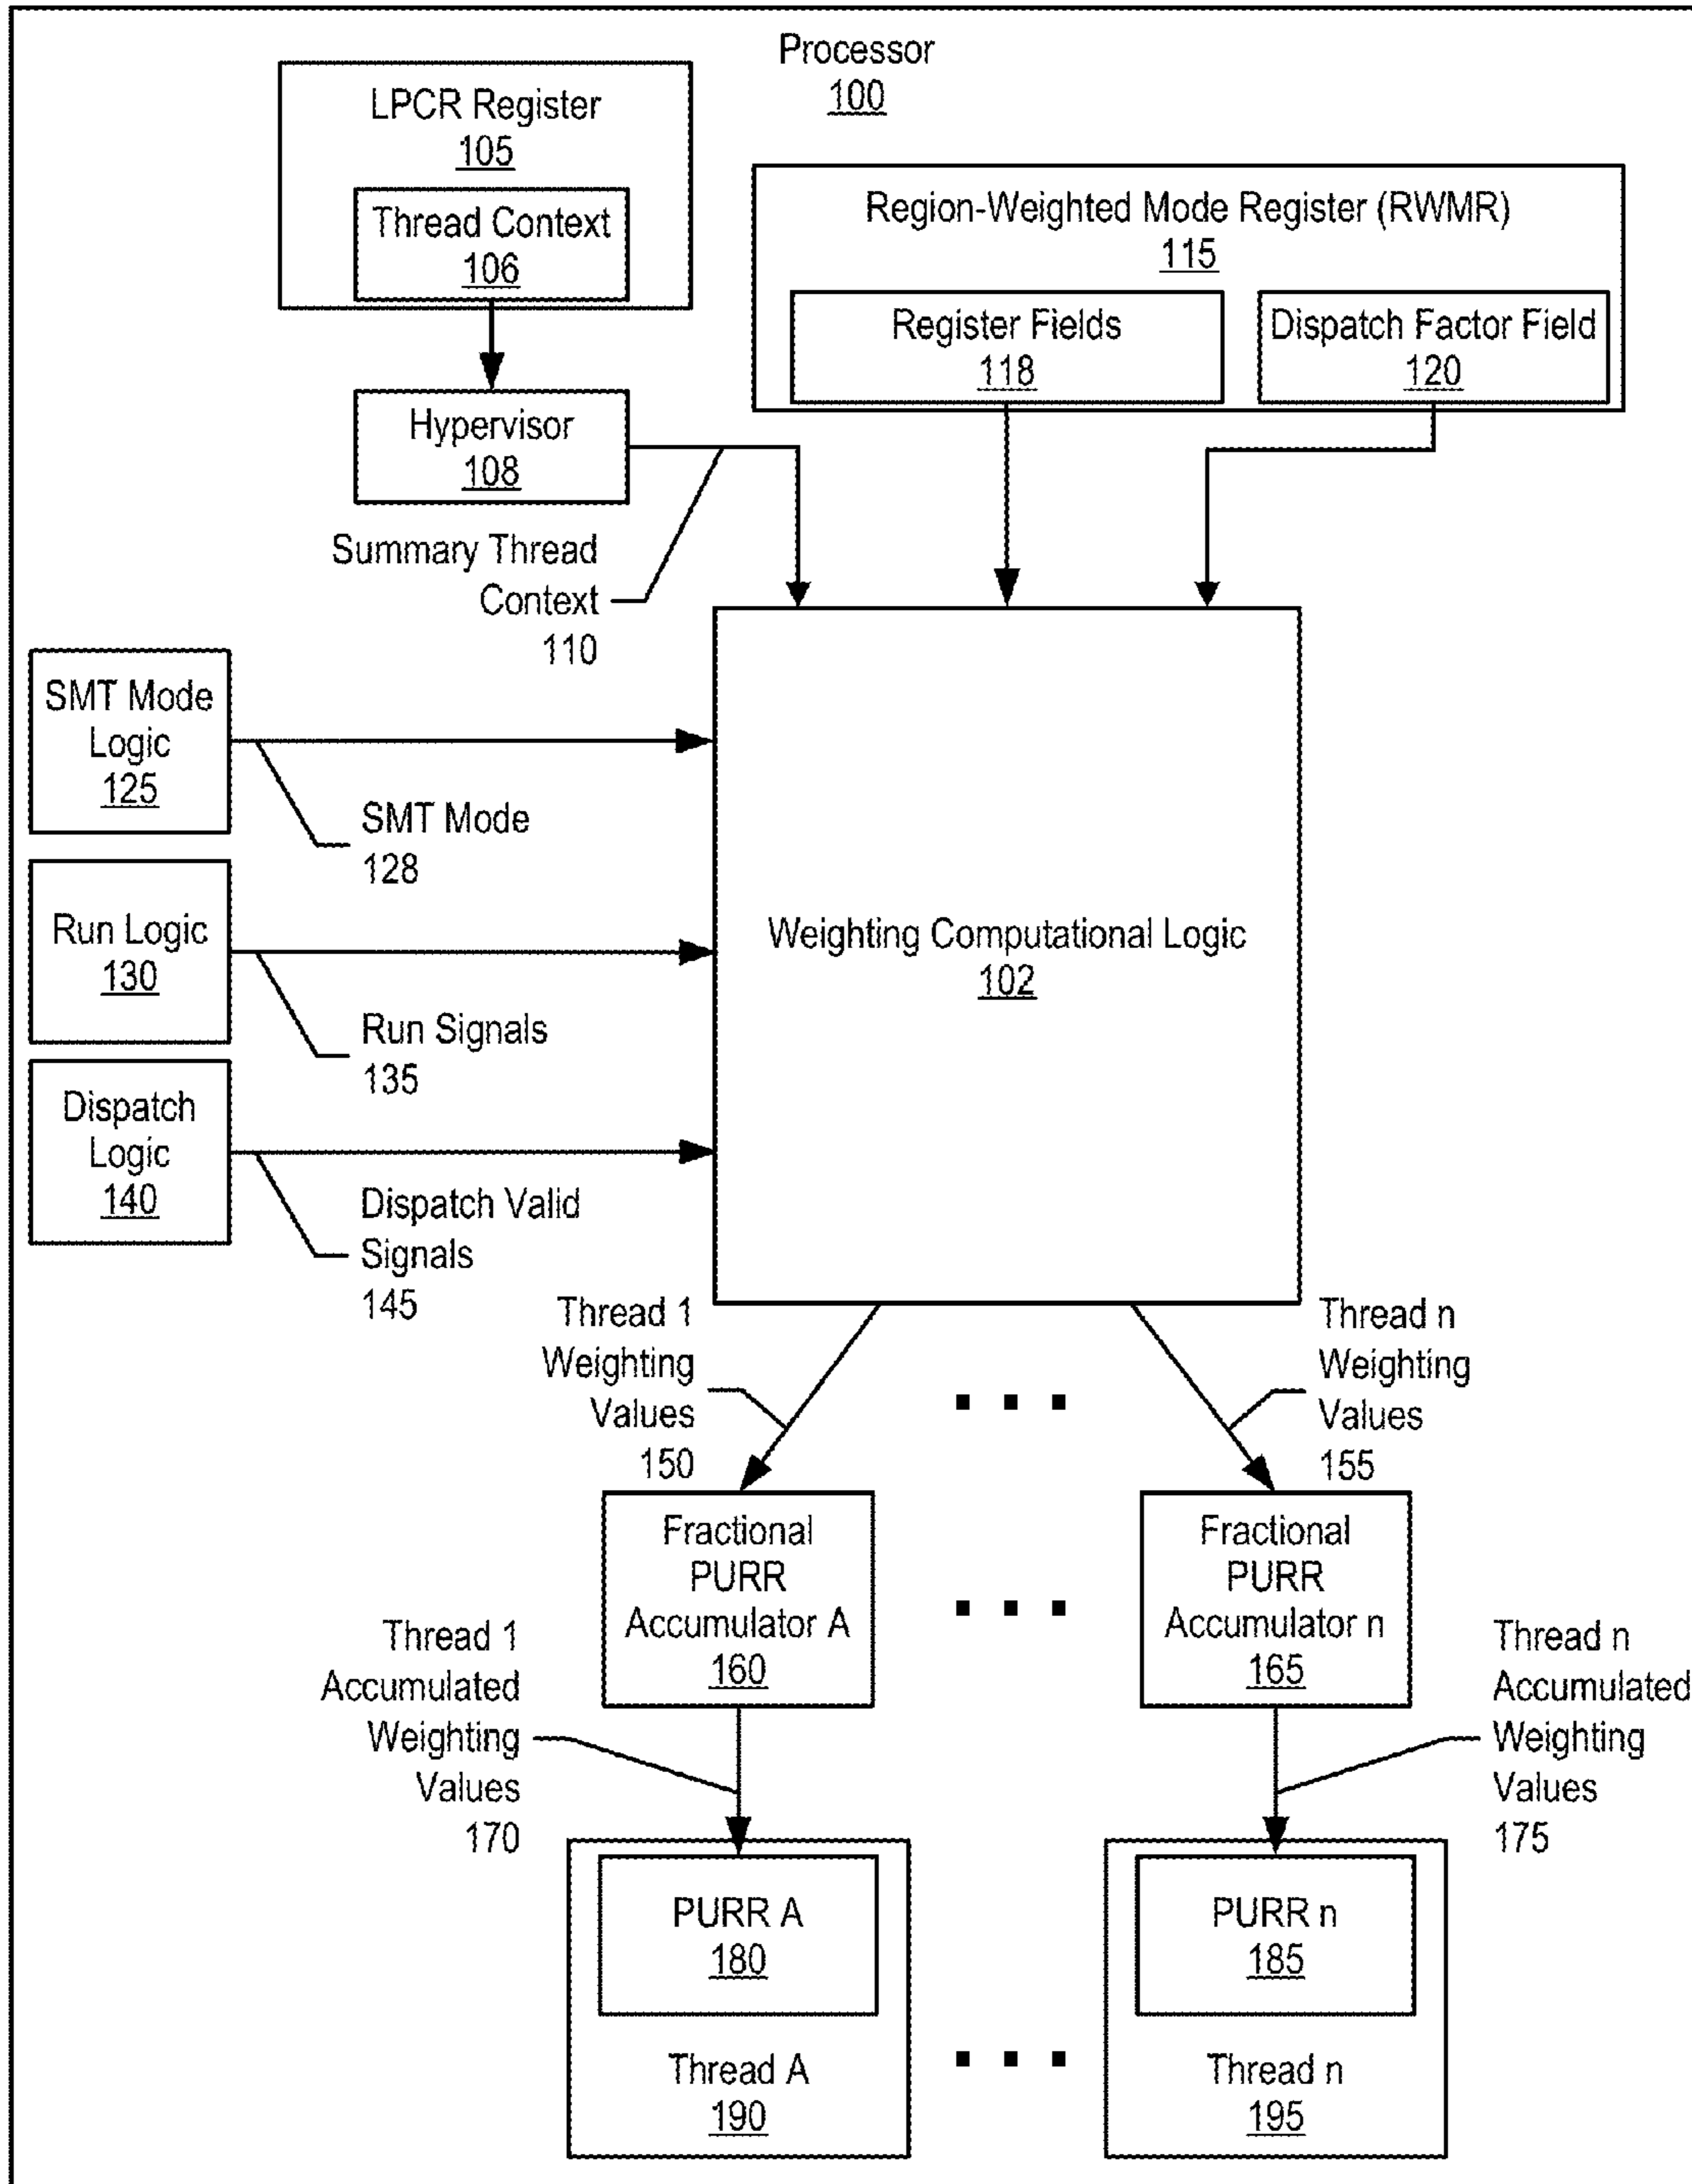 Processor
100
LPCR Register
105
Thread Context
106
Region-Weighted Mode Register (RWMR)
115
Register Fields
118
Dispatch Factor Field
120
Hypervisor
108
Summary Thread
Context
110
SMT Mode
Logic
125
SMT Mode
128
Run Logic
130
Run Signals
135
Dispatch
Logic
140
Dispatch Valid
Signals
145
Weighting Computational Logic
102
Thread 1
Weighting
Values
150
Thread n
Weighting
Values
155
Fractional
PURR
Accumulator A
160
Fractional
PURR
Accumulator n
165
Thread 1
Accumulated
Weighting
Values
170
Thread n
Accumulated
Weighting
Values
175
PURR A
180
Thread A
190
PURR n
185
Thread n
195